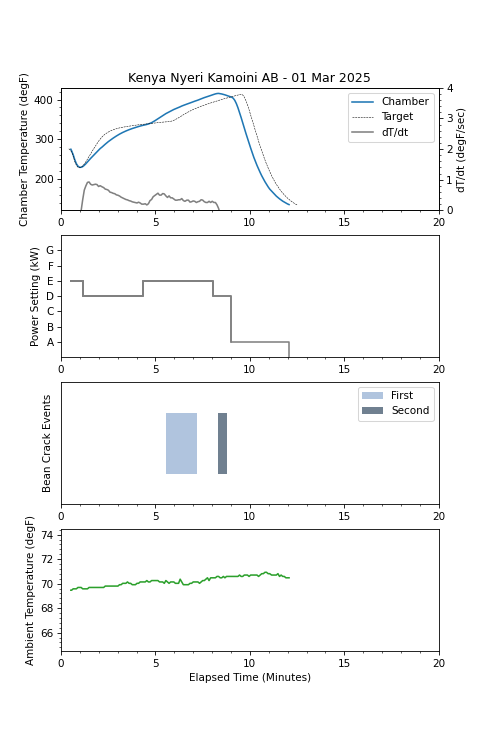 Kenya Nyeri Kamoini AB - 01 Mar 2025
Chamber Temperature (degF)
400
300
200
Chamber
Target
dT/dt
4
3
2
1
0
dT/dt (degF/sec)
0 5 10 15 20
Power Setting (kW)
G
F
E
D
C
B
A
0 5 10 15 20
Bean Crack Events
First
Second
0 5 10 15 20
Ambient Temperature (degF)
74
72
70
68
66
0 5 10 15 20
Elapsed Time (Minutes)